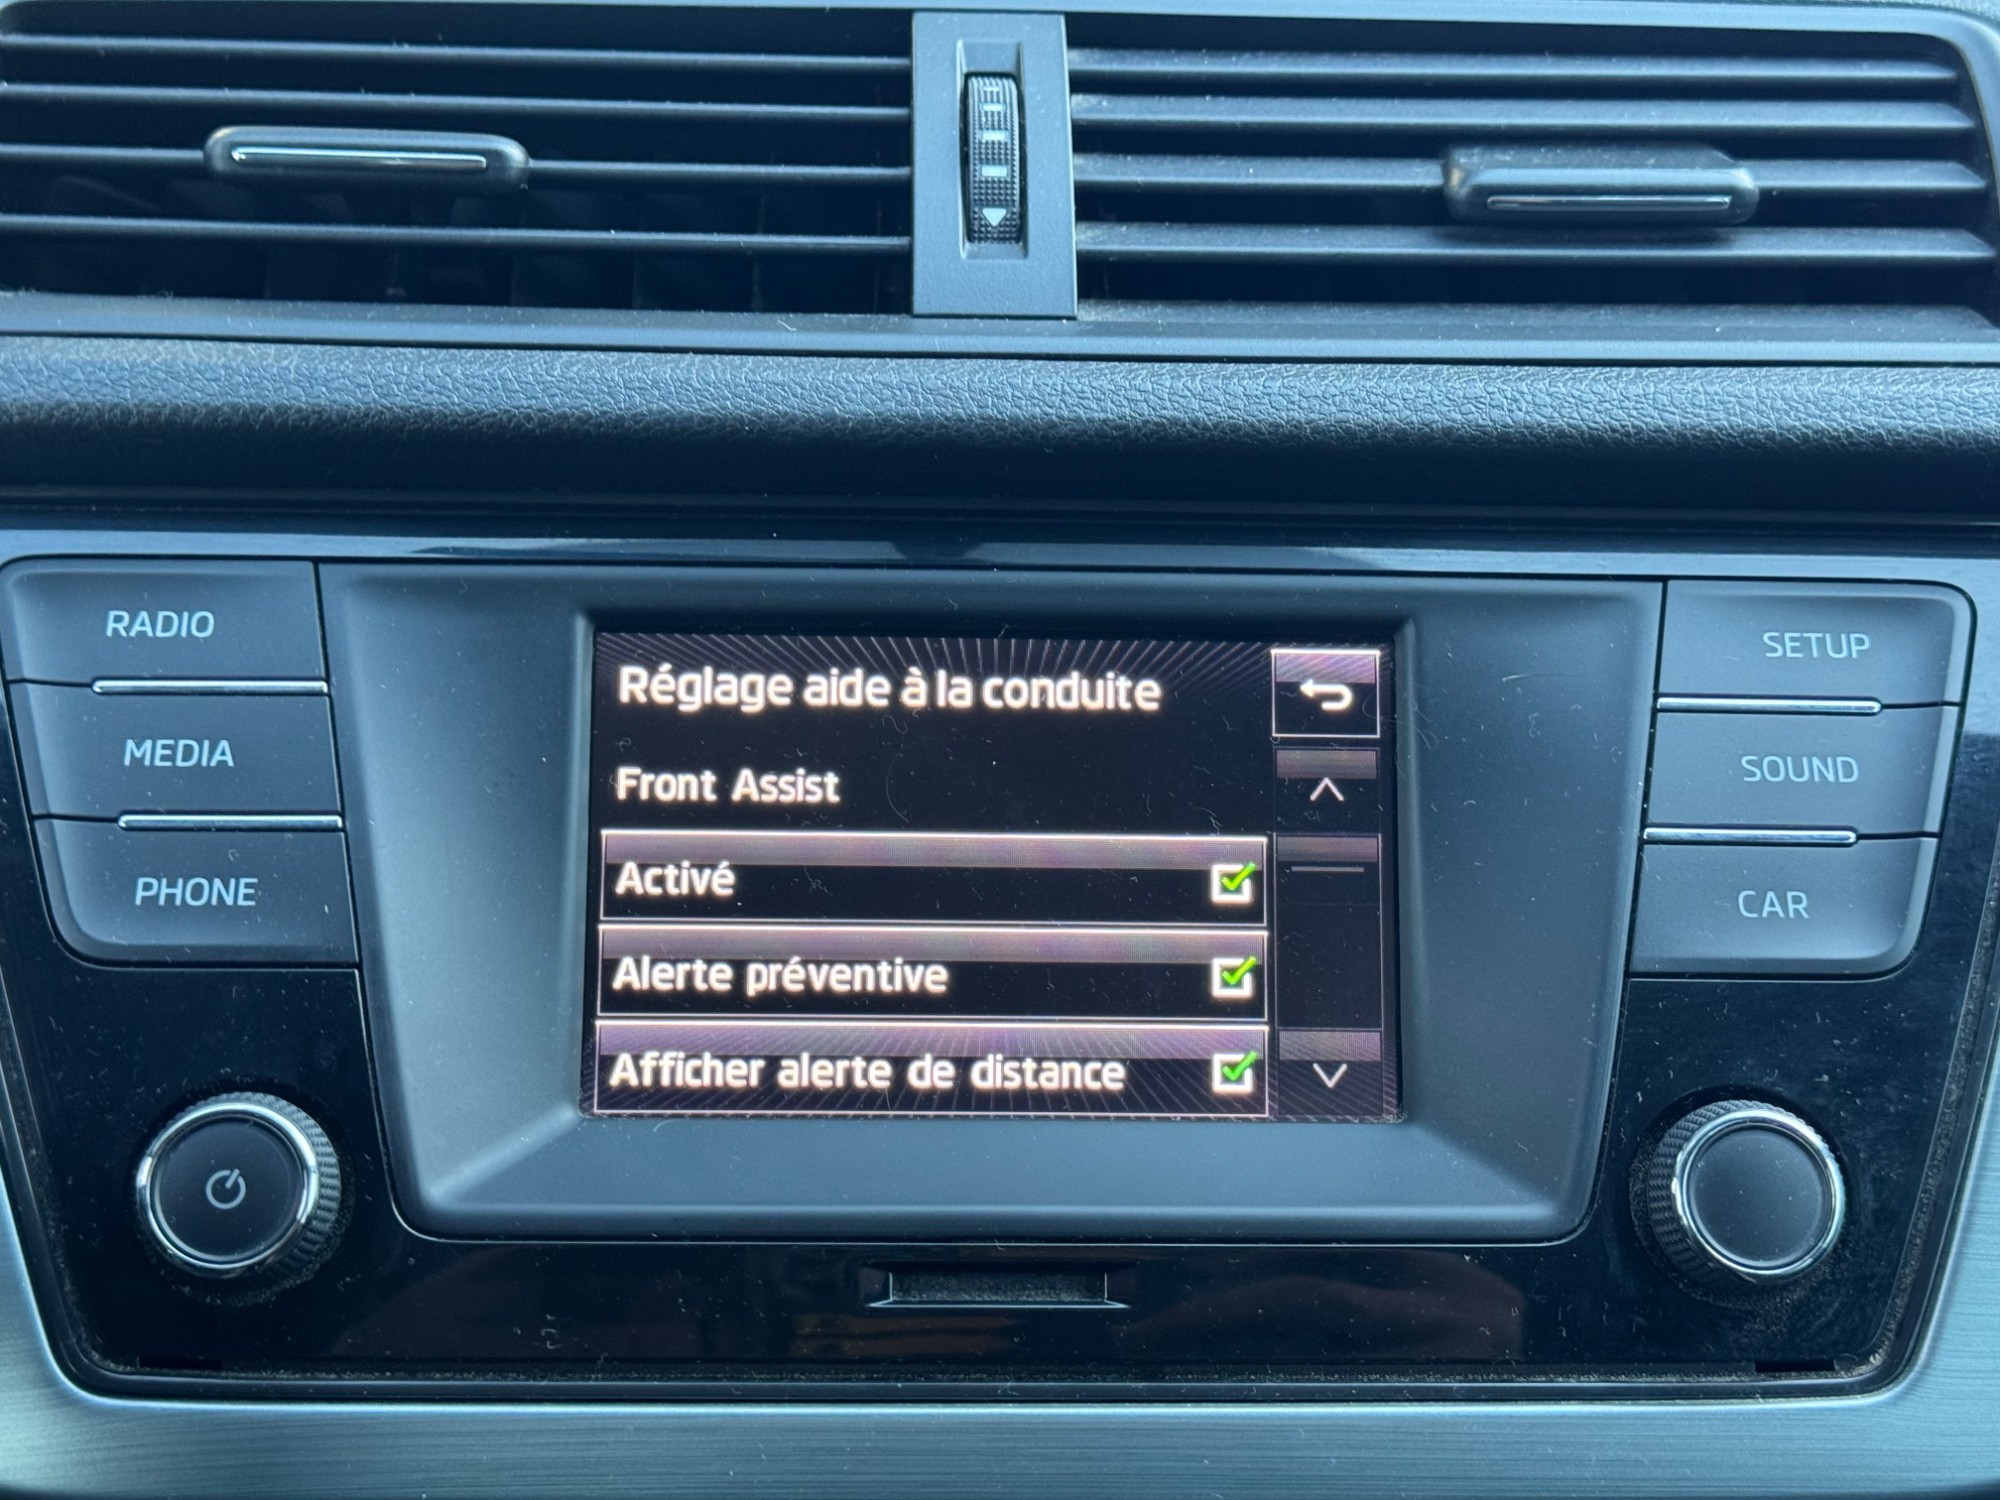 RADIO
MEDIA
PHONE
Réglage aide à la conduite
Front Assist
Activé
Alerte préventive
Afficher alerte de distance
SETUP
SOUND
CAR